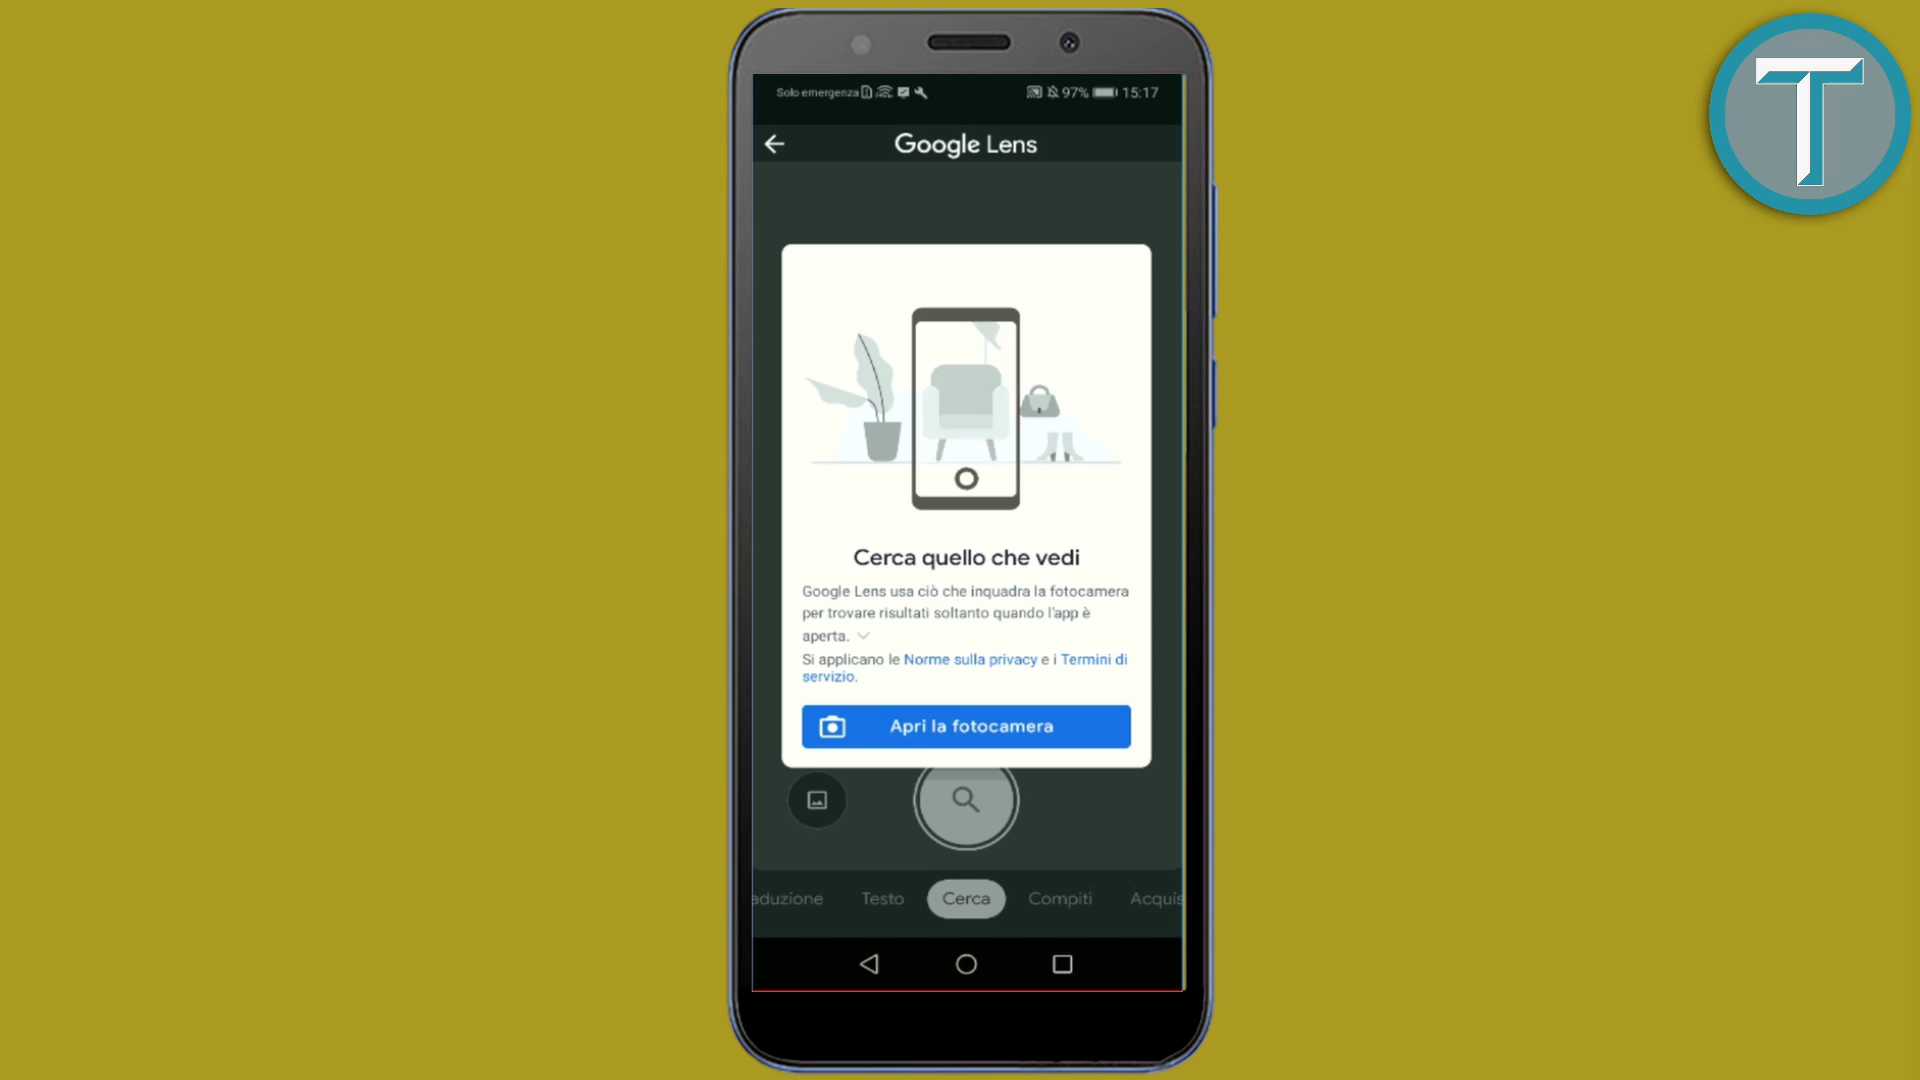 Solo emergenza 97% 15:17
Google Lens
Cerca quello che vedi
Google Lens usa ciò che inquadra la fotocamera
per trovare risultati soltanto quando l'app è
aperta.
Si applicano le Norme sulla privacy e i Termini di
servizio.
Apri la fotocamera
aduzione Testo Cerca Compiti Acquis
T